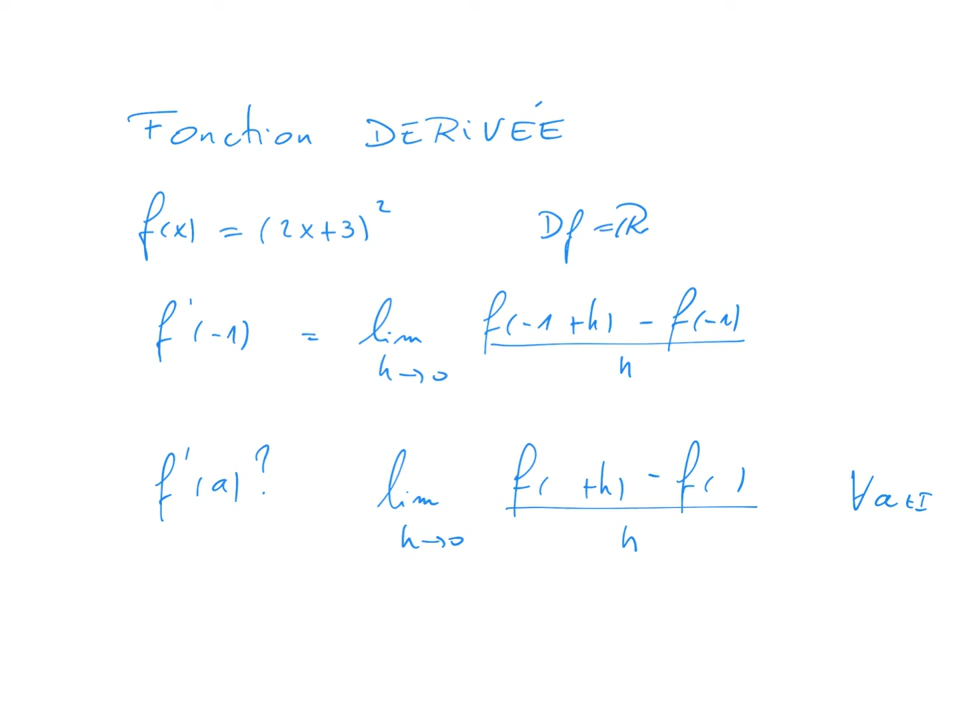 Fonction DERIVÉE
f(x) = (2x+3)² Df = ℝ
f'(-1) = lim h→0 f(-1+h) - f(-1) / h
f'(a)? lim h→0 f( +h) - f( ) / h ∀a∈I